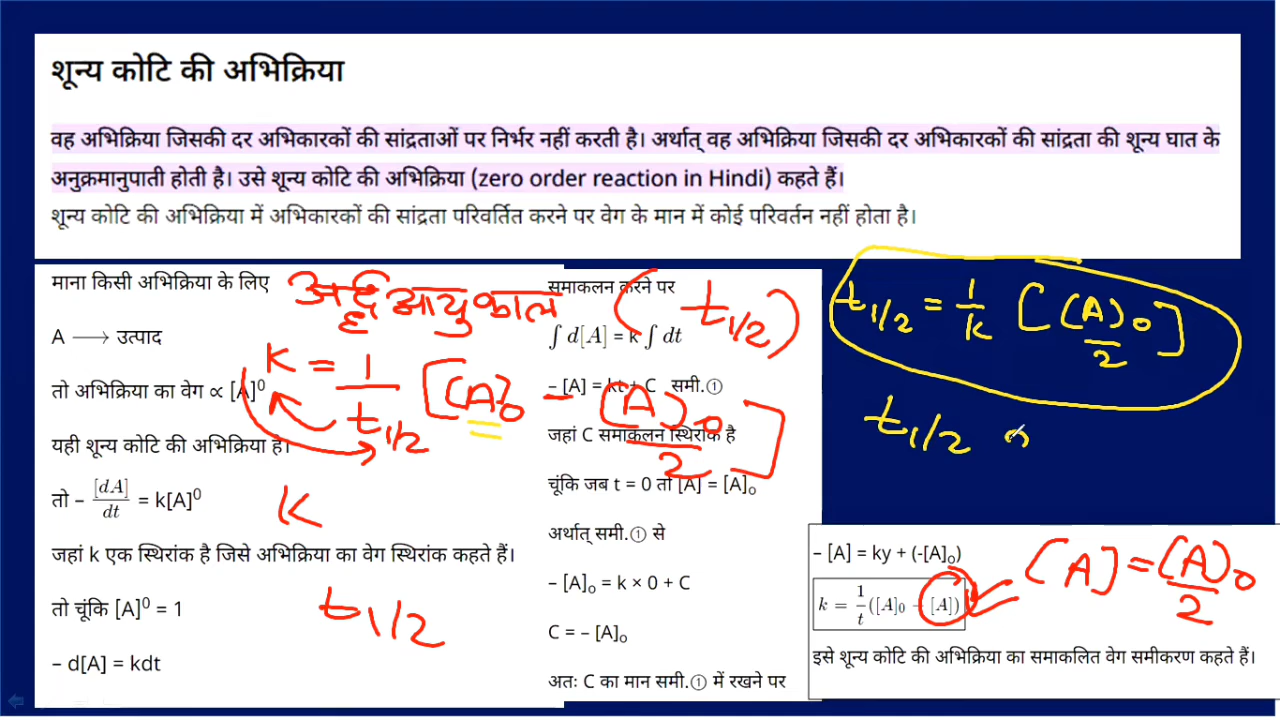 शून्य कोटि की अभिक्रिया
वह अभिक्रिया जिसकी दर अभिकारकों की सांद्रताओं पर निर्भर नहीं करती है। अर्थात् वह अभिक्रिया जिसकी दर अभिकारकों की सांद्रता की शून्य घात के
अनुक्रमानुपाती होती है। उसे शून्य कोटि की अभिक्रिया (zero order reaction in Hindi) कहते हैं।
शून्य कोटि की अभिक्रिया में अभिकारकों की सांद्रता परिवर्तित करने पर वेग के मान में कोई परिवर्तन नहीं होता है।
माना किसी अभिक्रिया के लिए
A ⟶ उत्पाद
तो अभिक्रिया का वेग ∝ [A]⁰
यही शून्य कोटि की अभिक्रिया है।
तो – [dA]/dt = k[A]⁰
जहां k एक स्थिरांक है जिसे अभिक्रिया का वेग स्थिरांक कहते हैं।
तो चूंकि [A]⁰ = 1
– d[A] = kdt
अर्द्ध आयुकाल (t1/2)
k = 1/t1/2 [(A)₀ – (A)₀/2]
k
t1/2
समाकलन करने पर
∫ d[A] = k ∫ dt
– [A] = kt + C समी.①
जहां C समाकलन स्थिरांक है
चूंकि जब t = 0 तो [A] = [A]₀
अर्थात् समी.① से
– [A]₀ = k × 0 + C
C = – [A]₀
अतः C का मान समी.① में रखने पर
t1/2 = 1/k [(A)₀/2]
t1/2
– [A] = ky + (-[A]₀)
k = 1/t ([A]₀ – [A])
[A] = (A)₀/2
इसे शून्य कोटि की अभिक्रिया का समाकलित वेग समीकरण कहते हैं।